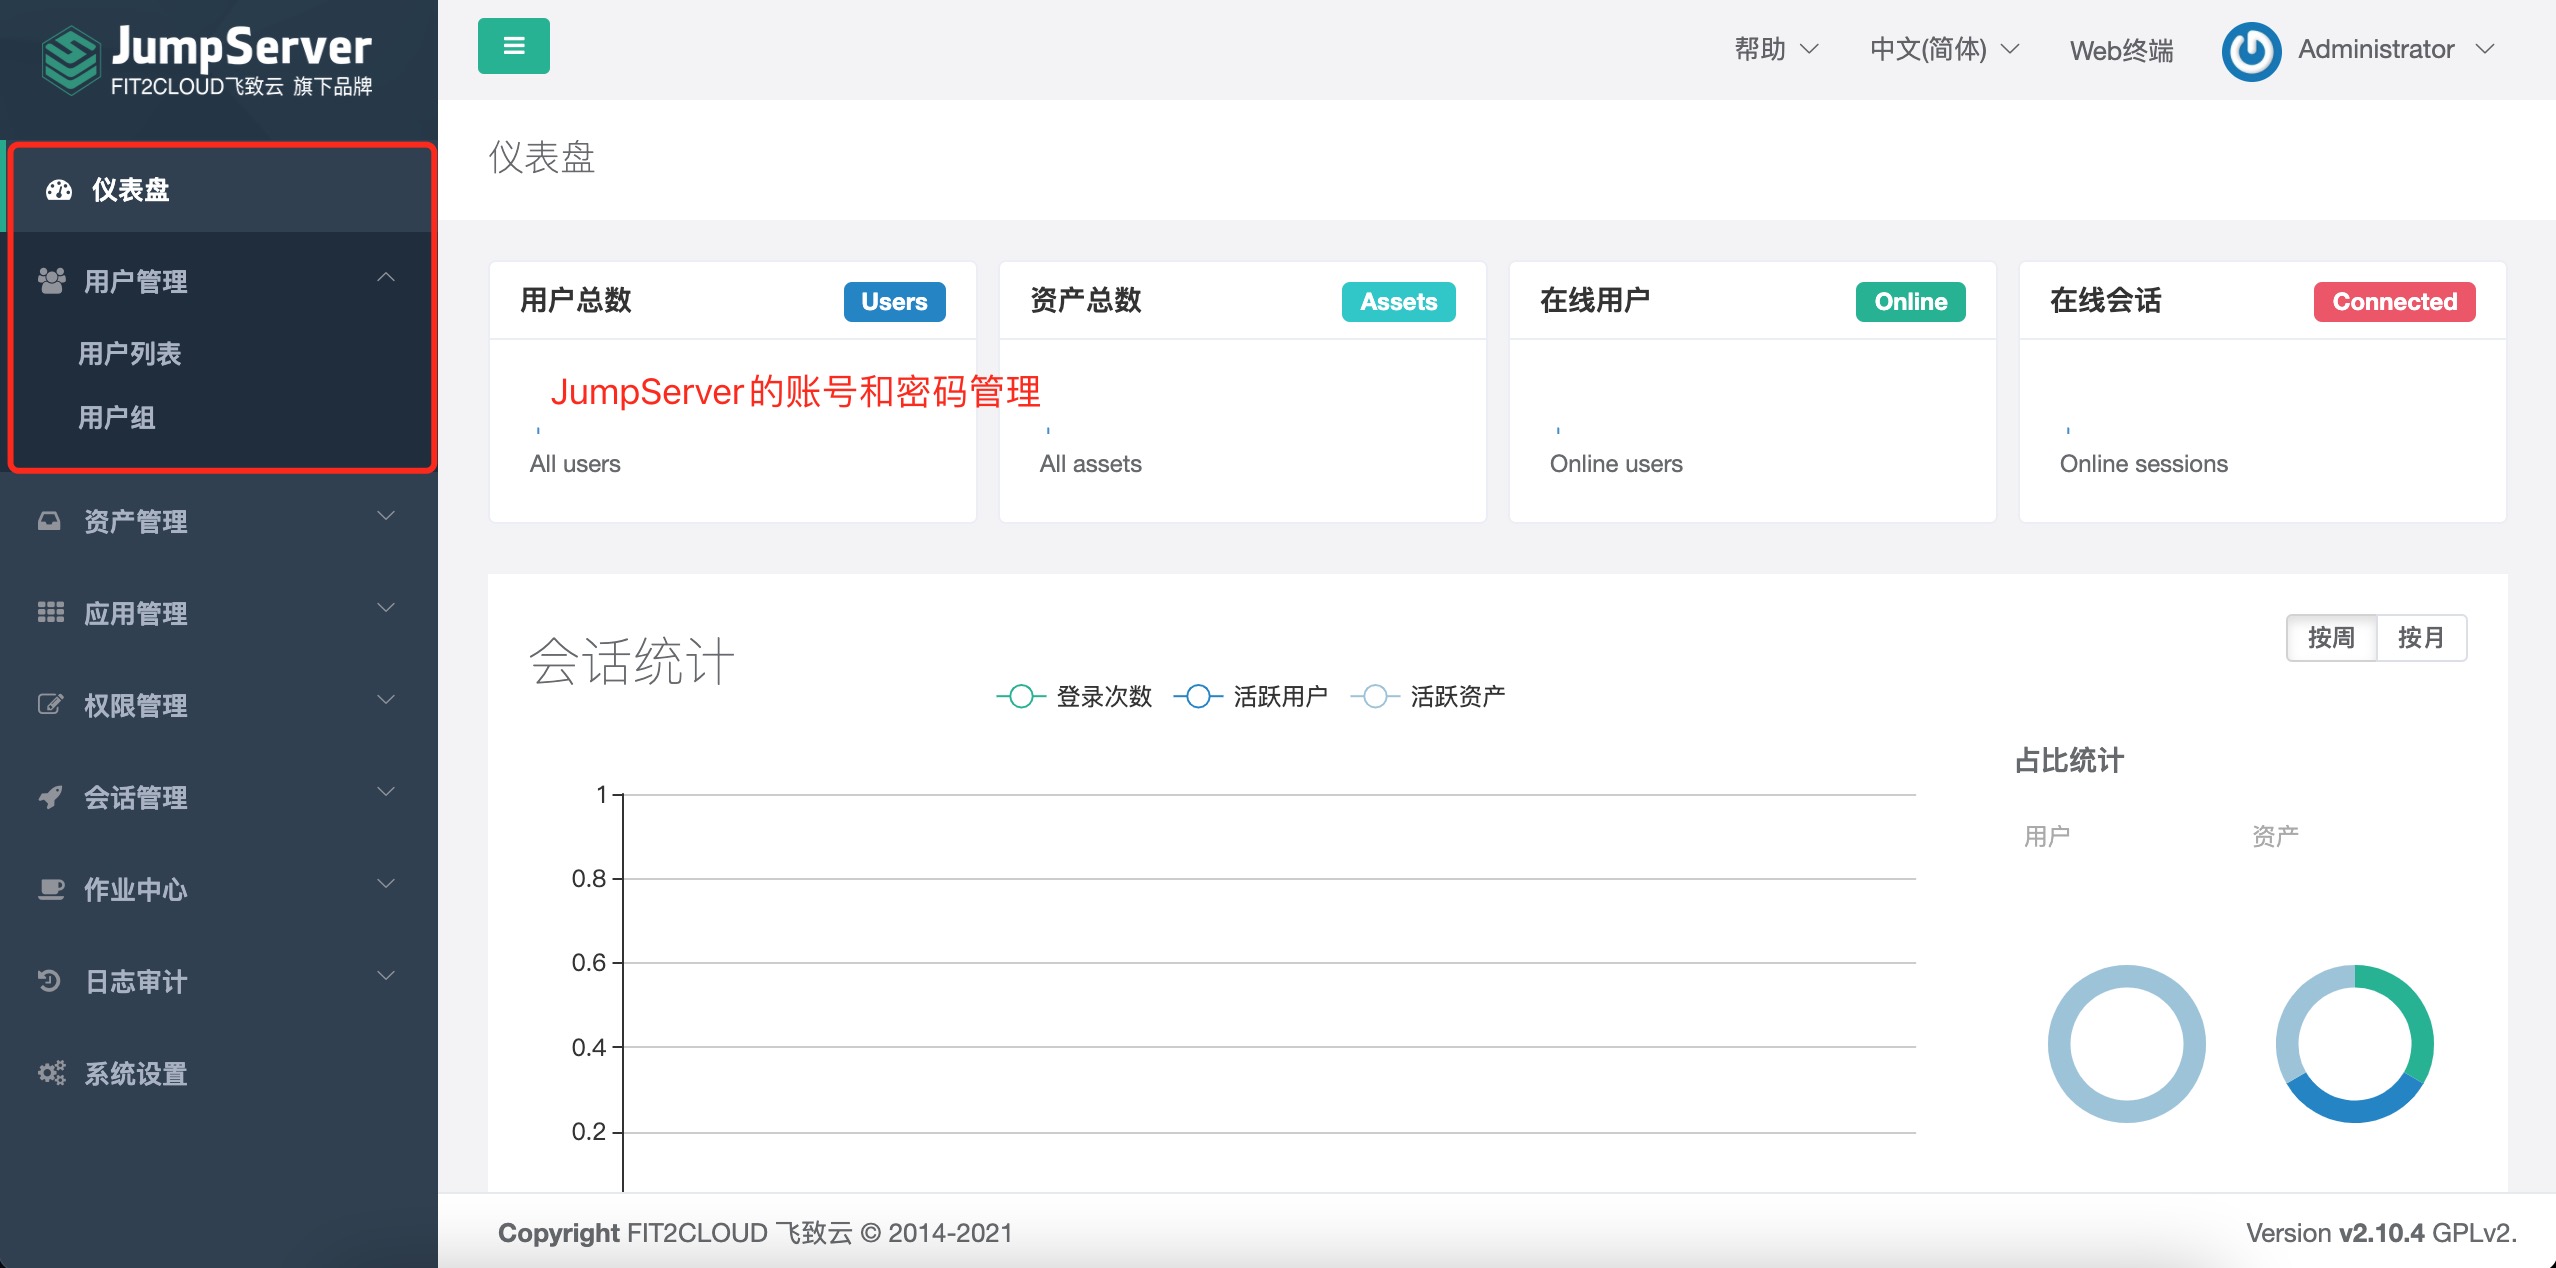 JumpServer
FIT2CLOUD飞致云 旗下品牌
仪表盘
用户管理
用户列表
用户组
资产管理
应用管理
权限管理
会话管理
作业中心
日志审计
系统设置
帮助
中文(简体)
Web终端
Administrator
仪表盘
用户总数
Users
All users
资产总数
Assets
All assets
在线用户
Online
Online users
在线会话
Connected
Online sessions
JumpServer的账号和密码管理
会话统计
按周
按月
登录次数
活跃用户
活跃资产
1
0.8
0.6
0.4
0.2
占比统计
用户
资产
Copyright FIT2CLOUD 飞致云 © 2014-2021
Version v2.10.4 GPLv2.